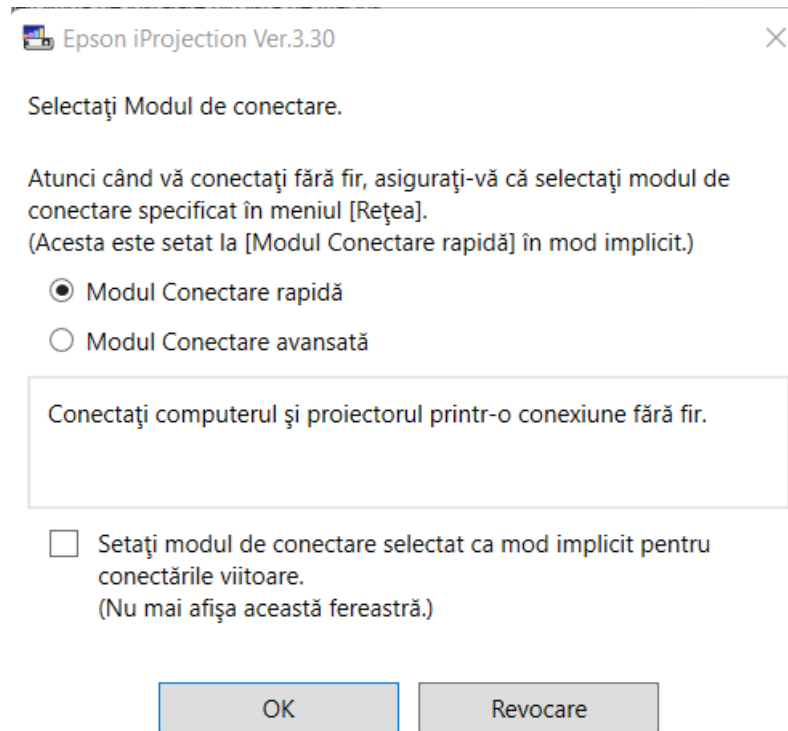 Epson iProjection Ver.3.30
Selectaţi Modul de conectare.
Atunci când vă conectaţi fără fir, asiguraţi-vă că selectaţi modul de
conectare specificat în meniul [Reţea].
(Acesta este setat la [Modul Conectare rapidă] în mod implicit.)
Modul Conectare rapidă
Modul Conectare avansată
Conectaţi computerul şi proiectorul printr-o conexiune fără fir.
Setaţi modul de conectare selectat ca mod implicit pentru
conectările viitoare.
(Nu mai afişa această fereastră.)
OK
Revocare